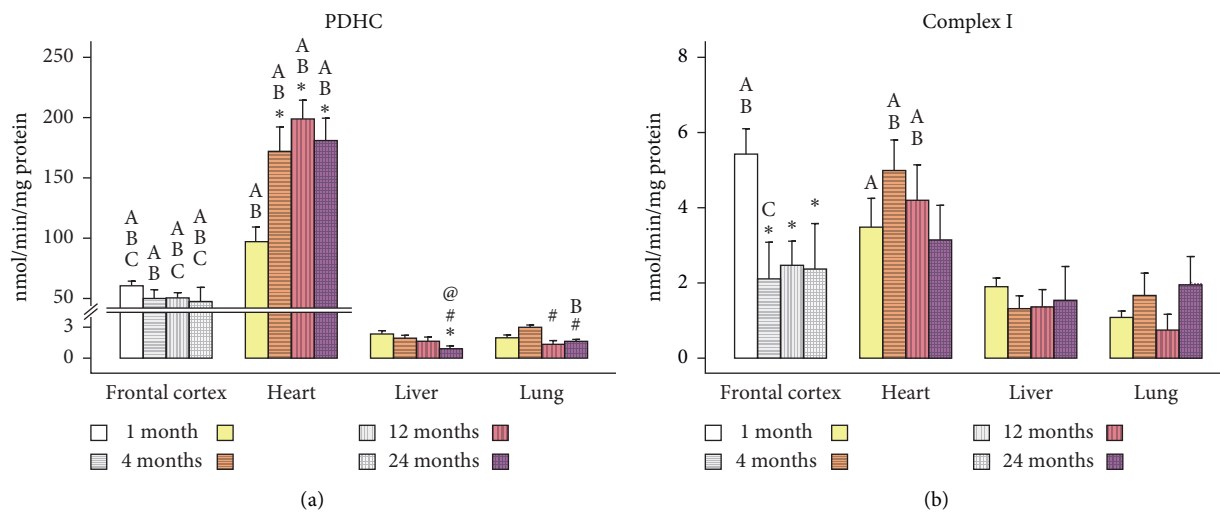 PDHC
nmol/min/mg protein
250
200
150
100
50
3
0
A
B
C
A
B
A
B
C
A
B
C
A
B
A
B
*
A
B
*
A
B
*
@
#
*
#
B
#
Frontal cortex Heart Liver Lung
1 month 12 months
4 months 24 months
(a)
Complex I
nmol/min/mg protein
8
6
4
2
0
A
B
C
*
*
*
A
A
B
A
B
Frontal cortex Heart Liver Lung
1 month 12 months
4 months 24 months
(b)